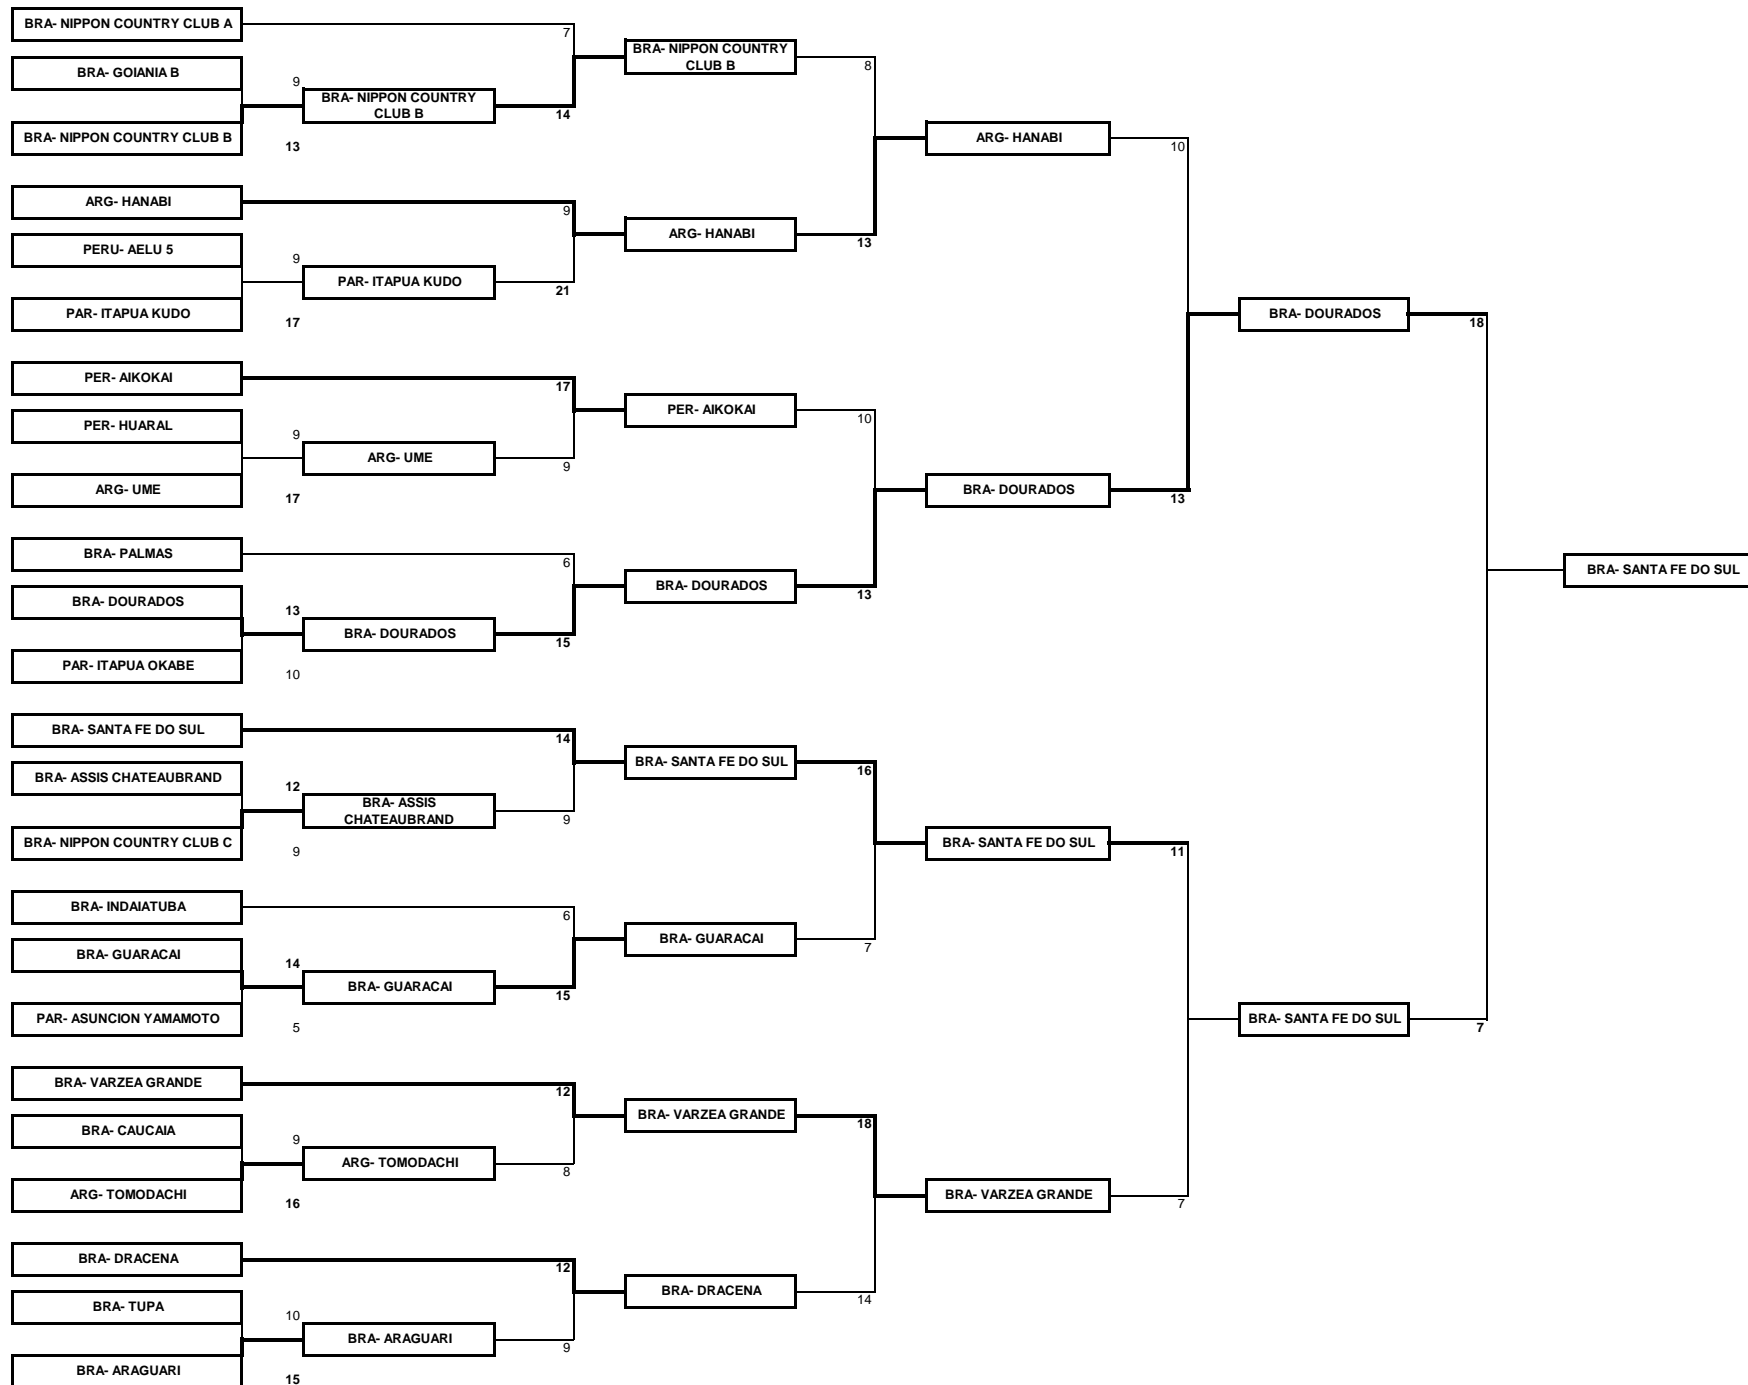 BRA- NIPPON COUNTRY CLUB A
7
BRA- NIPPON COUNTRY
CLUB B
8
BRA- GOIANIA B
9
BRA- NIPPON COUNTRY
CLUB B
14
BRA- NIPPON COUNTRY CLUB B
13
ARG- HANABI
10
ARG- HANABI
9
ARG- HANABI
13
PERU- AELU 5
9
PAR- ITAPUA KUDO
21
PAR- ITAPUA KUDO
17
BRA- DOURADOS
18
PER- AIKOKAI
17
PER- AIKOKAI
10
PER- HUARAL
9
ARG- UME
9
ARG- UME
17
BRA- DOURADOS
13
BRA- PALMAS
6
BRA- DOURADOS
13
BRA- SANTA FE DO SUL
BRA- DOURADOS
13
BRA- DOURADOS
15
PAR- ITAPUA OKABE
10
BRA- SANTA FE DO SUL
14
BRA- SANTA FE DO SUL
16
BRA- ASSIS CHATEAUBRAND
12
BRA- ASSIS
CHATEAUBRAND
9
BRA- NIPPON COUNTRY CLUB C
9
BRA- SANTA FE DO SUL
11
BRA- INDAIATUBA
6
BRA- GUARACAI
7
BRA- GUARACAI
14
BRA- GUARACAI
15
PAR- ASUNCION YAMAMOTO
5
BRA- SANTA FE DO SUL
7
BRA- VARZEA GRANDE
12
BRA- VARZEA GRANDE
18
BRA- CAUCAIA
9
ARG- TOMODACHI
8
ARG- TOMODACHI
16
BRA- VARZEA GRANDE
7
BRA- DRACENA
12
BRA- DRACENA
14
BRA- TUPA
10
BRA- ARAGUARI
9
BRA- ARAGUARI
15